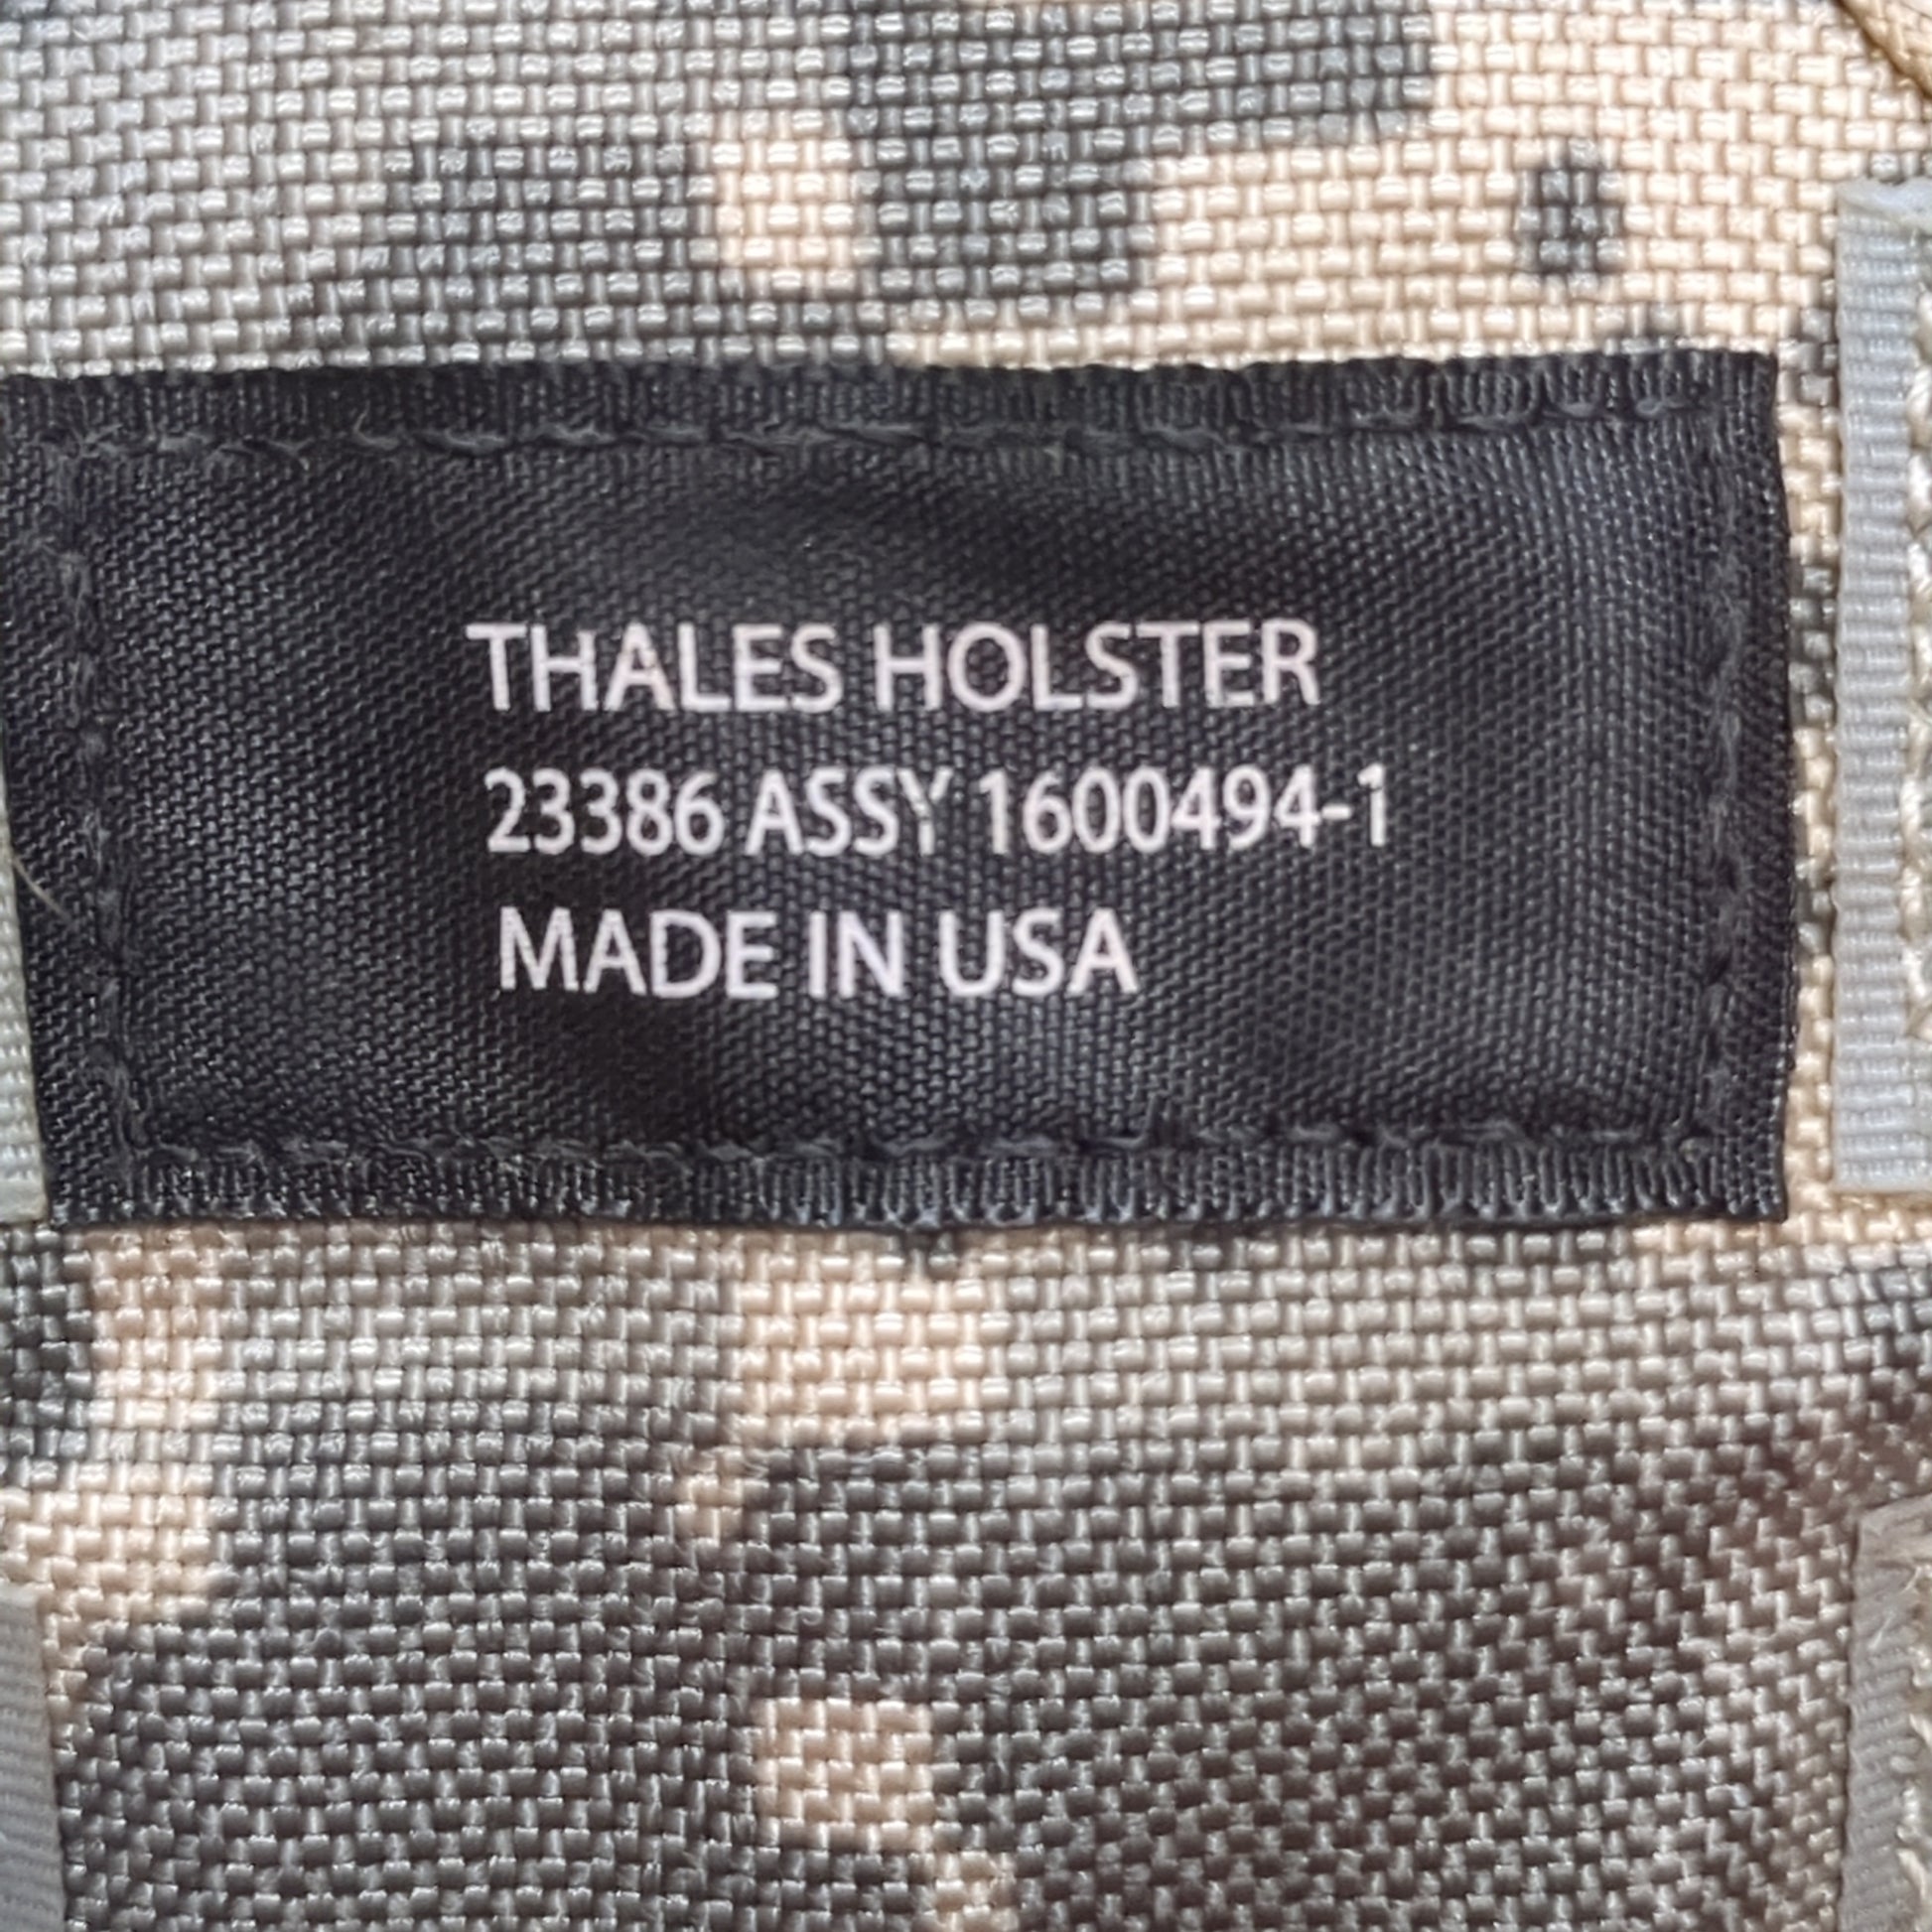 THALES HOLSTER
23386 ASSY 1600494-1
MADE IN USA